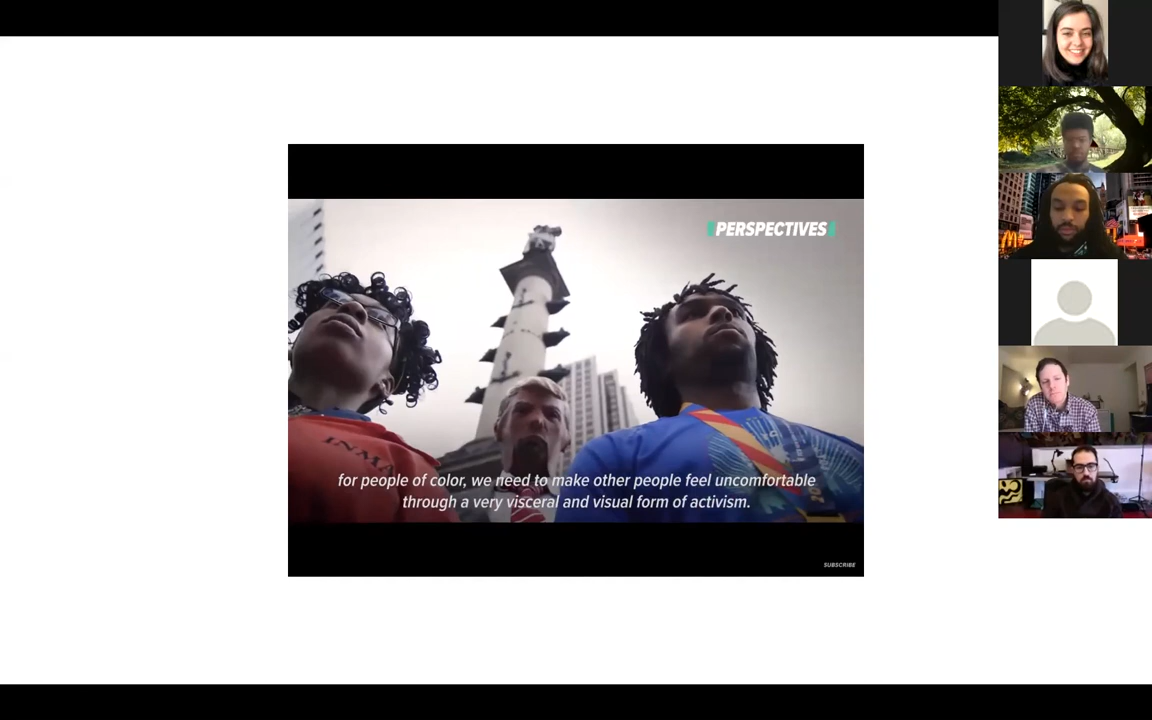 PERSPECTIVES
INMA
for people of color, we need to make other people feel uncomfortable
through a very visceral and visual form of activism.
SUBSCRIBE